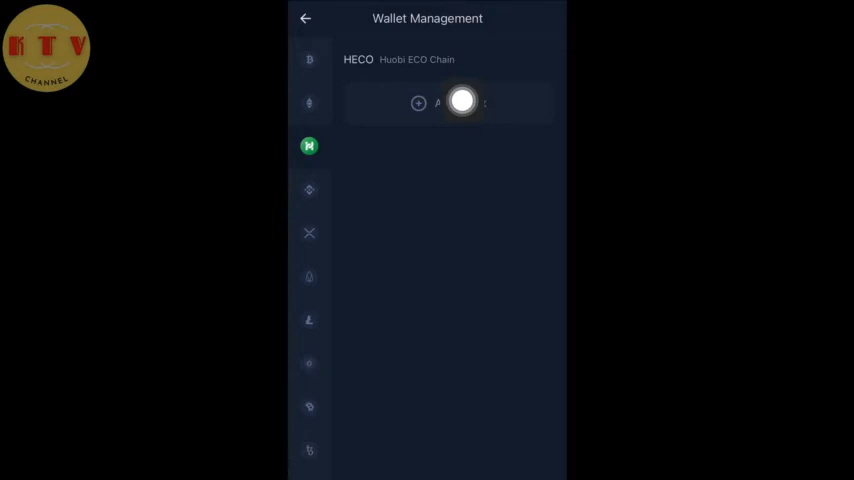 K T V
CHANNEL
Wallet Management
HECO Huobi ECO Chain